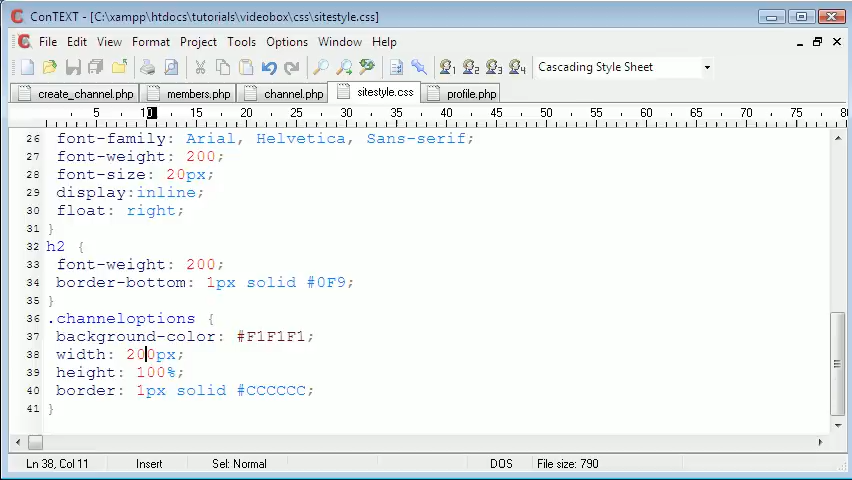 ConTEXT - [C:\xampp\htdocs\tutorials\videobox\css\sitestyle.css]
File Edit View Format Project Tools Options Window Help
1 2 3 4 Cascading Style Sheet
create_channel.php members.php channel.php sitestyle.css profile.php
5 10 15 20 25 30 35 40 45 50 55 60 65 70 75 80
26 font-family: Arial, Helvetica, Sans-serif;
27 font-weight: 200;
28 font-size: 20px;
29 display:inline;
30 float: right;
31 }
32 h2 {
33 font-weight: 200;
34 border-bottom: 1px solid #0F9;
35 }
36 .channeloptions {
37 background-color: #F1F1F1;
38 width: 200px;
39 height: 100%;
40 border: 1px solid #CCCCCC;
41 }
Ln 38, Col 11 Insert Sel: Normal DOS File size: 790